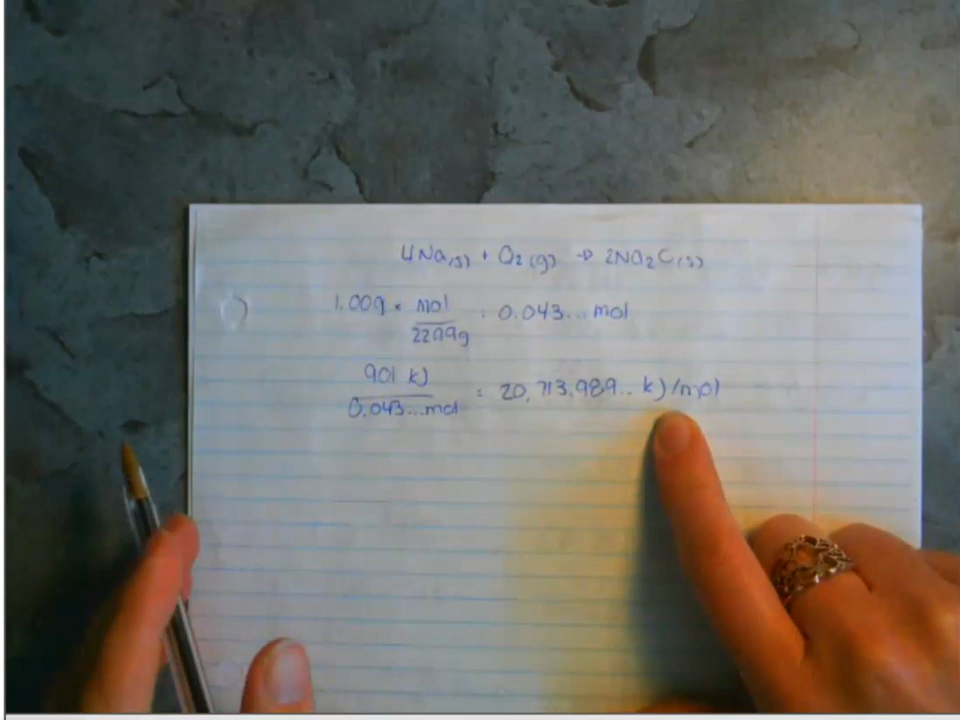 4Na(s) + O2(g) → 2Na2O(s)
1.00g × mol/22.99g = 0.043... mol
901 kJ/0.043...mol = 20,713.989... kJ/mol